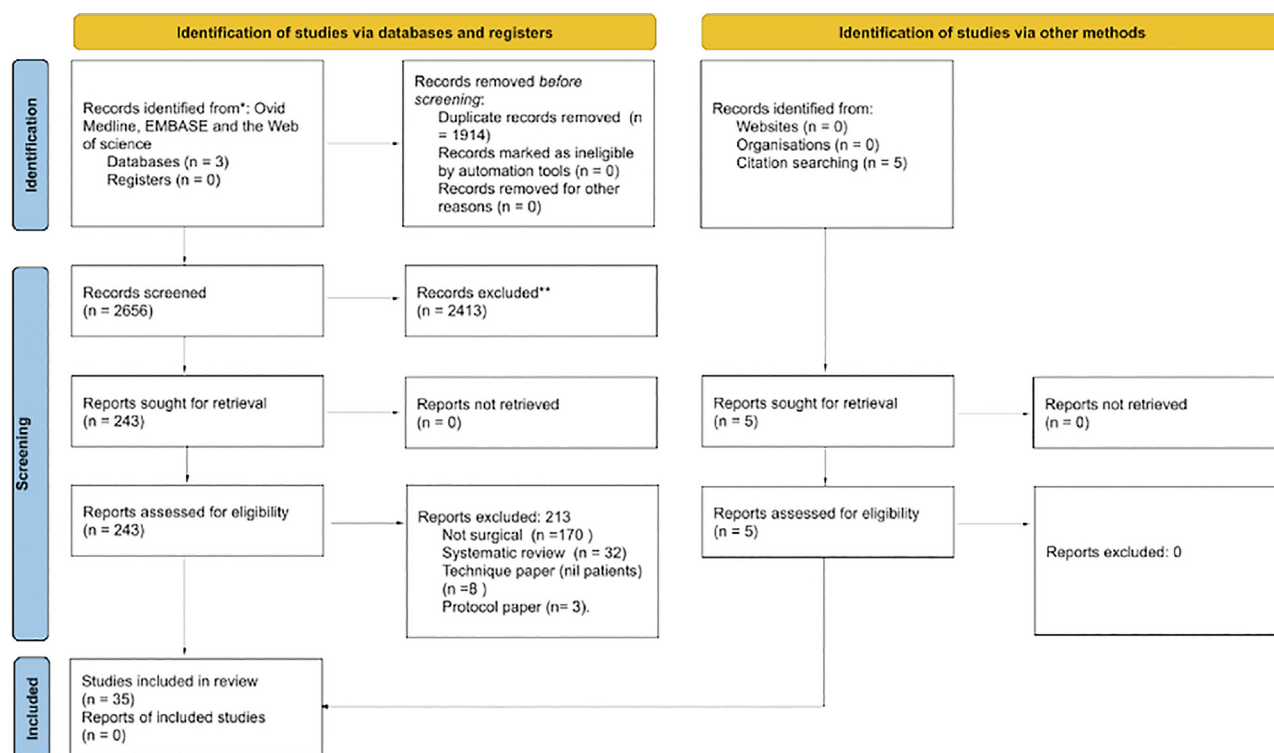 Identification of studies via databases and registers
Identification of studies via other methods
Identification
Records identified from*: Ovid
Medline, EMBASE and the Web
of science
Databases (n = 3)
Registers (n = 0)
Records removed before
screening:
Duplicate records removed (n
= 1914)
Records marked as ineligible
by automation tools (n = 0)
Records removed for other
reasons (n = 0)
Records identified from:
Websites (n = 0)
Organisations (n = 0)
Citation searching (n = 5)
Screening
Records screened
(n = 2656)
Records excluded**
(n = 2413)
Reports sought for retrieval
(n = 243)
Reports not retrieved
(n = 0)
Reports sought for retrieval
(n = 5)
Reports not retrieved
(n = 0)
Reports assessed for eligibility
(n = 243)
Reports excluded: 213
Not surgical (n =170 )
Systematic review (n = 32)
Technique paper (nil patients)
(n =8 )
Protocol paper (n= 3).
Reports assessed for eligibility
(n = 5)
Reports excluded: 0
Included
Studies included in review
(n = 35)
Reports of included studies
(n = 0)